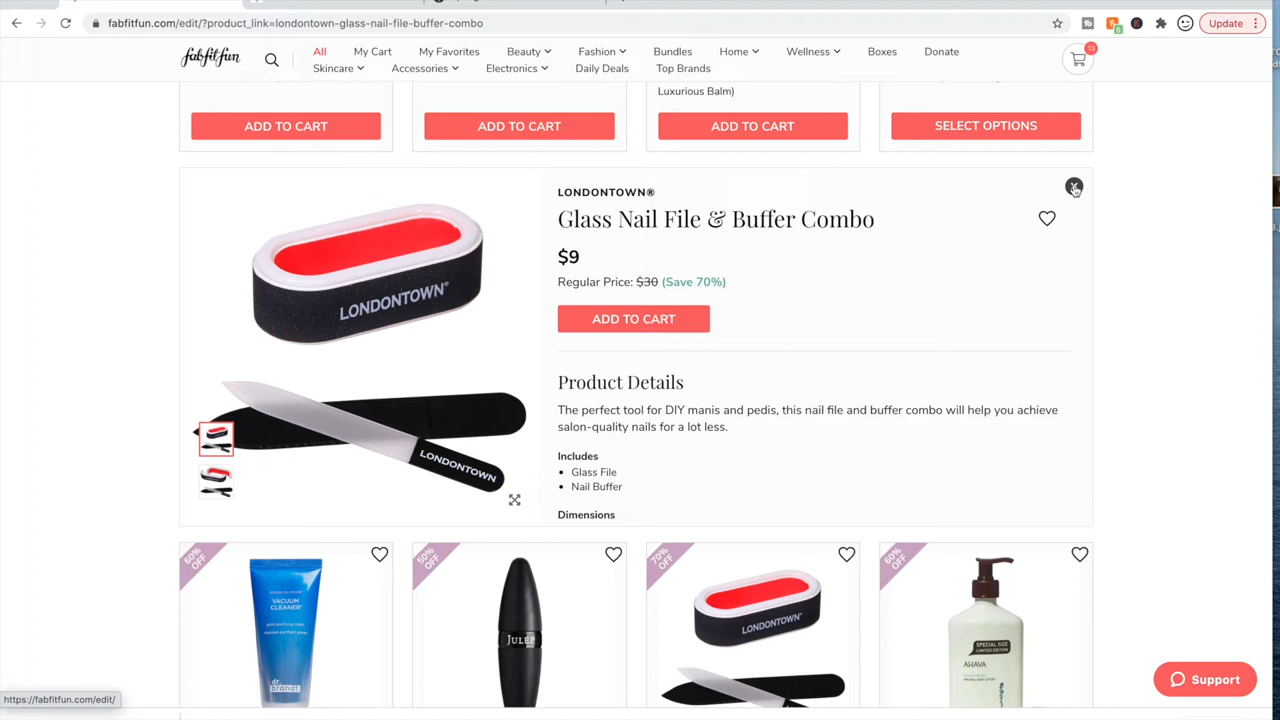 fabfitfun.com/edit/?product_link=londontown-glass-nail-file-buffer-combo
Update
fabfitfun
All My Cart My Favorites Beauty Fashion Bundles Home Wellness Boxes Donate
13
Skincare Accessories Electronics Daily Deals Top Brands
Luxurious Balm)
ADD TO CART ADD TO CART ADD TO CART SELECT OPTIONS
LONDONTOWN®
Glass Nail File & Buffer Combo
$9
Regular Price: $30 (Save 70%)
ADD TO CART
Product Details
The perfect tool for DIY manis and pedis, this nail file and buffer combo will help you achieve
salon-quality nails for a lot less.
Includes
• Glass File
• Nail Buffer
Dimensions
LONDONTOWN®
LONDONTOWN
60% OFF
50% OFF
70% OFF
60% OFF
VACUUM
CLEANER
dr.
brandt
JULEP
LONDONTOWN®
SPECIAL SIZE
LIMITED EDITION
AHAVA
Support
https://fabfitfun.com/edit/